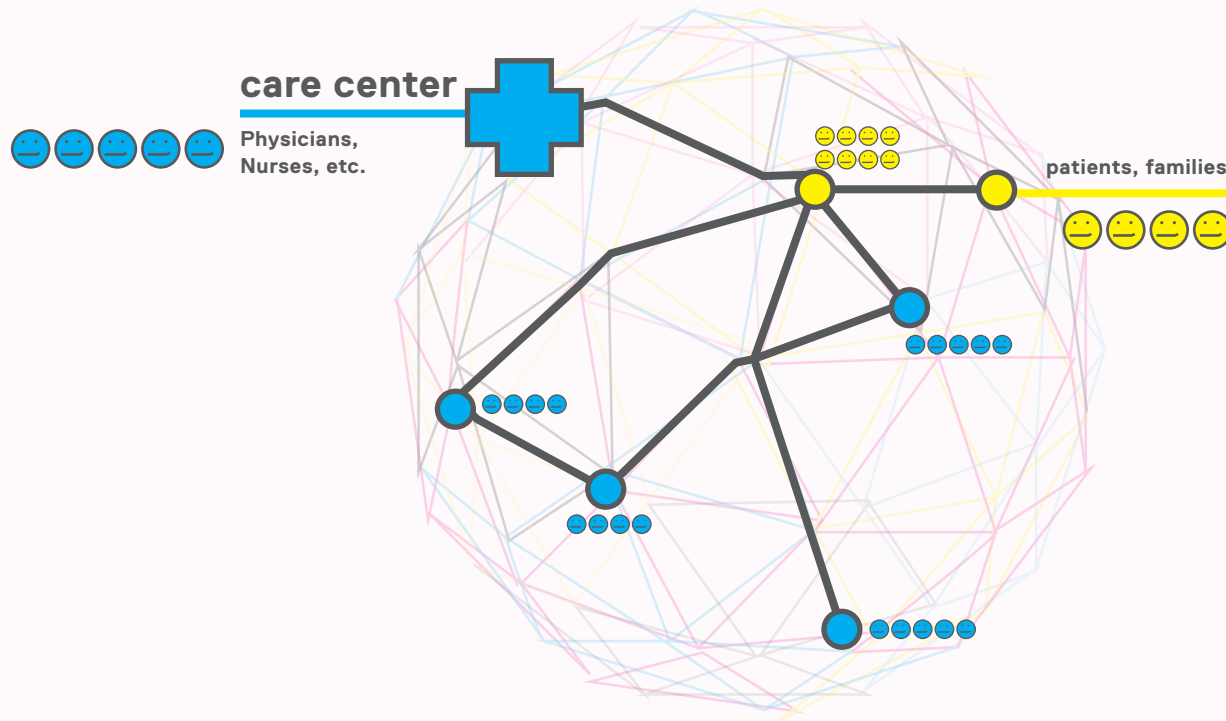 care center
Physicians,
Nurses, etc.
patients, families